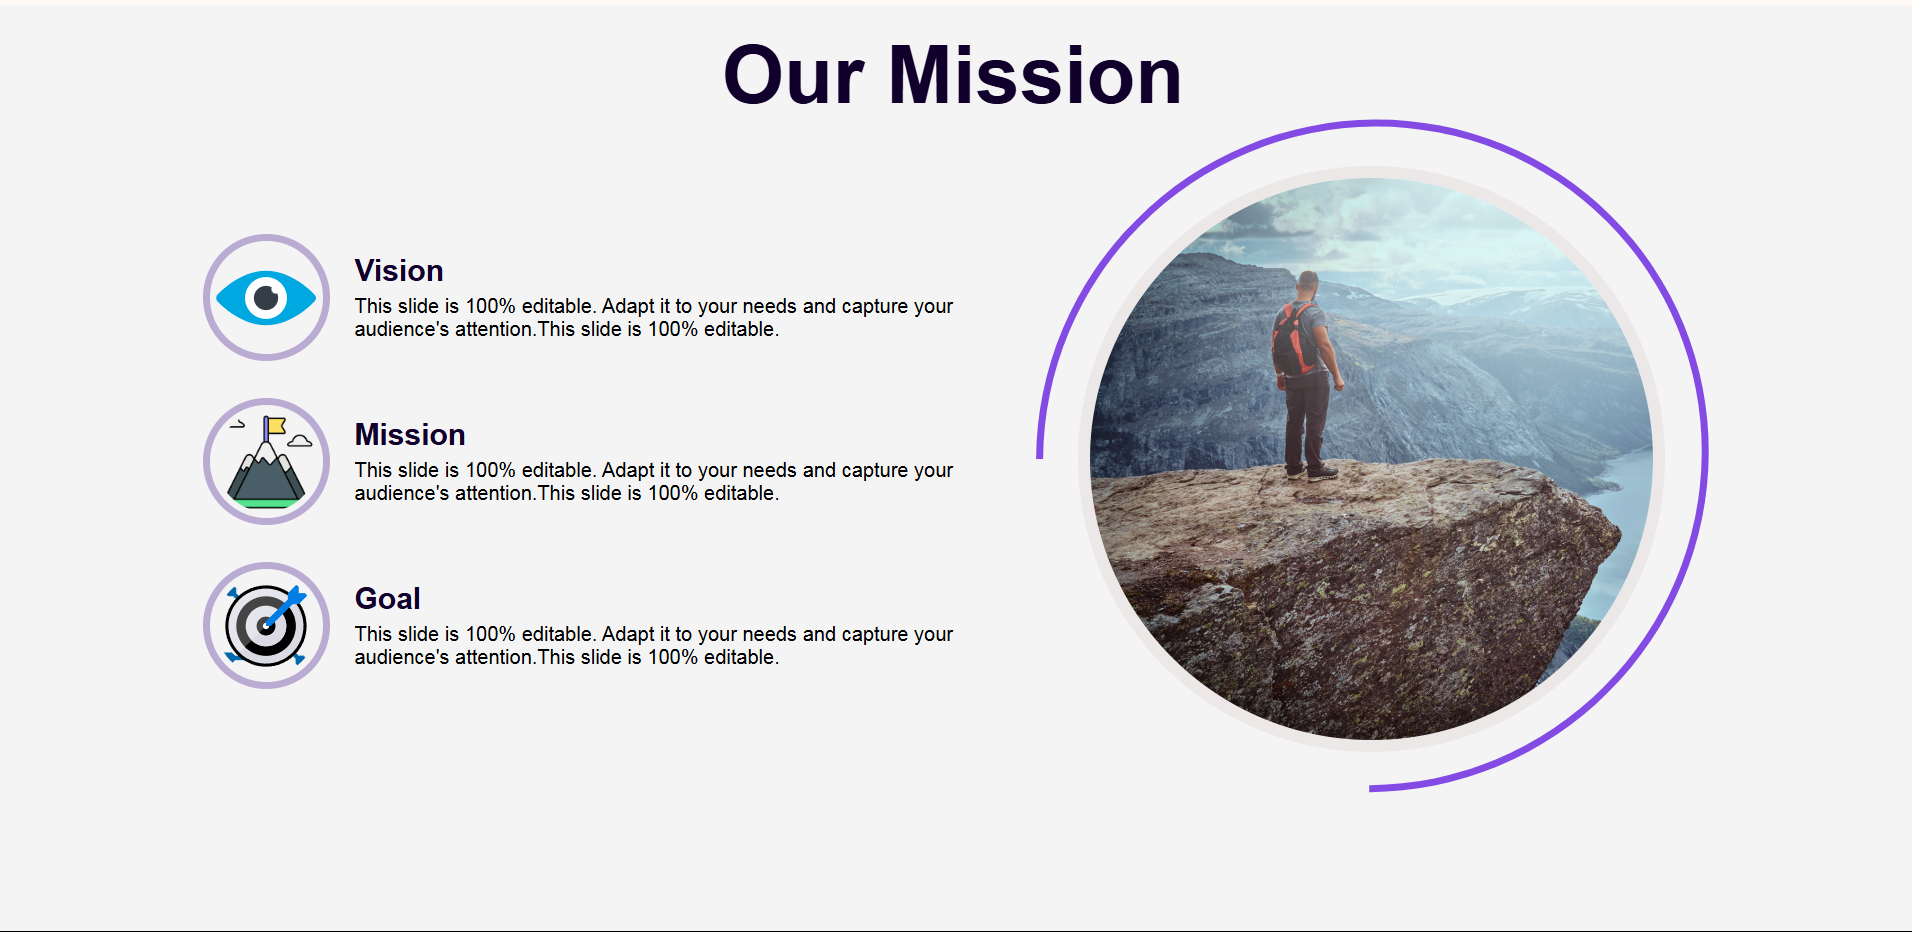 Our Mission
Vision
This slide is 100% editable. Adapt it to your needs and capture your
audience's attention.This slide is 100% editable.
Mission
This slide is 100% editable. Adapt it to your needs and capture your
audience's attention.This slide is 100% editable.
Goal
This slide is 100% editable. Adapt it to your needs and capture your
audience's attention.This slide is 100% editable.